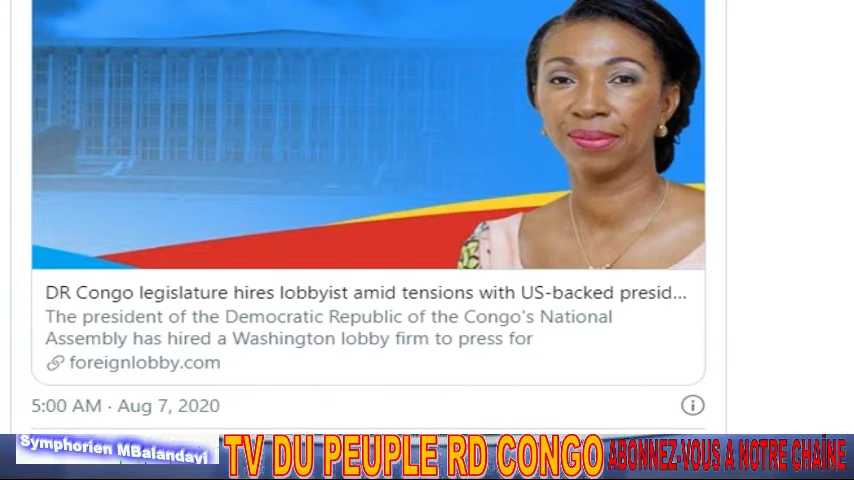 DR Congo legislature hires lobbyist amid tensions with US-backed presid...
The president of the Democratic Republic of the Congo's National
Assembly has hired a Washington lobby firm to press for
foreignlobby.com
5:00 AM · Aug 7, 2020
Symphorien MBalandavi
TV DU PEUPLE RD CONGO
ABONNEZ-VOUS A NOTRE CHAÎNE